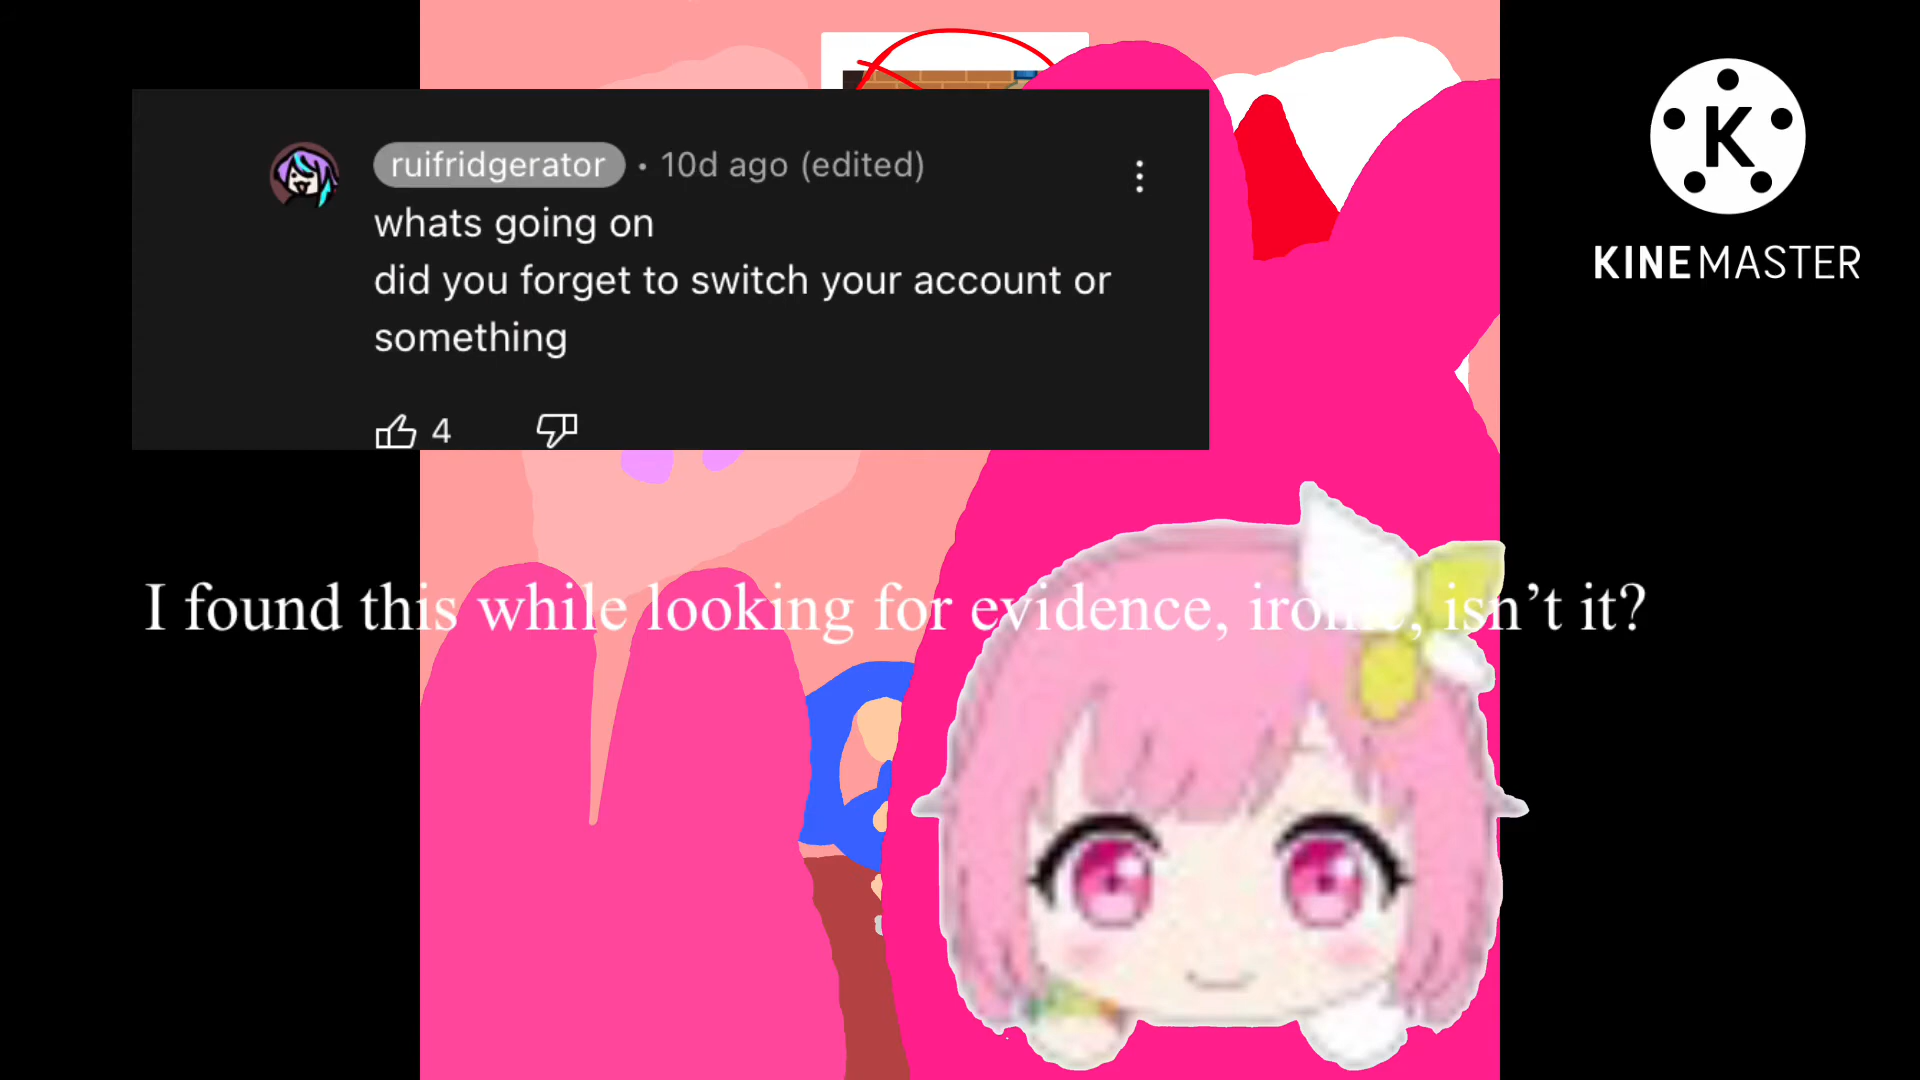 K
KINEMASTER
ruifridgerator • 10d ago (edited)
whats going on
did you forget to switch your account or
something
4
I found this while looking for evidence, ironic, isn’t it?